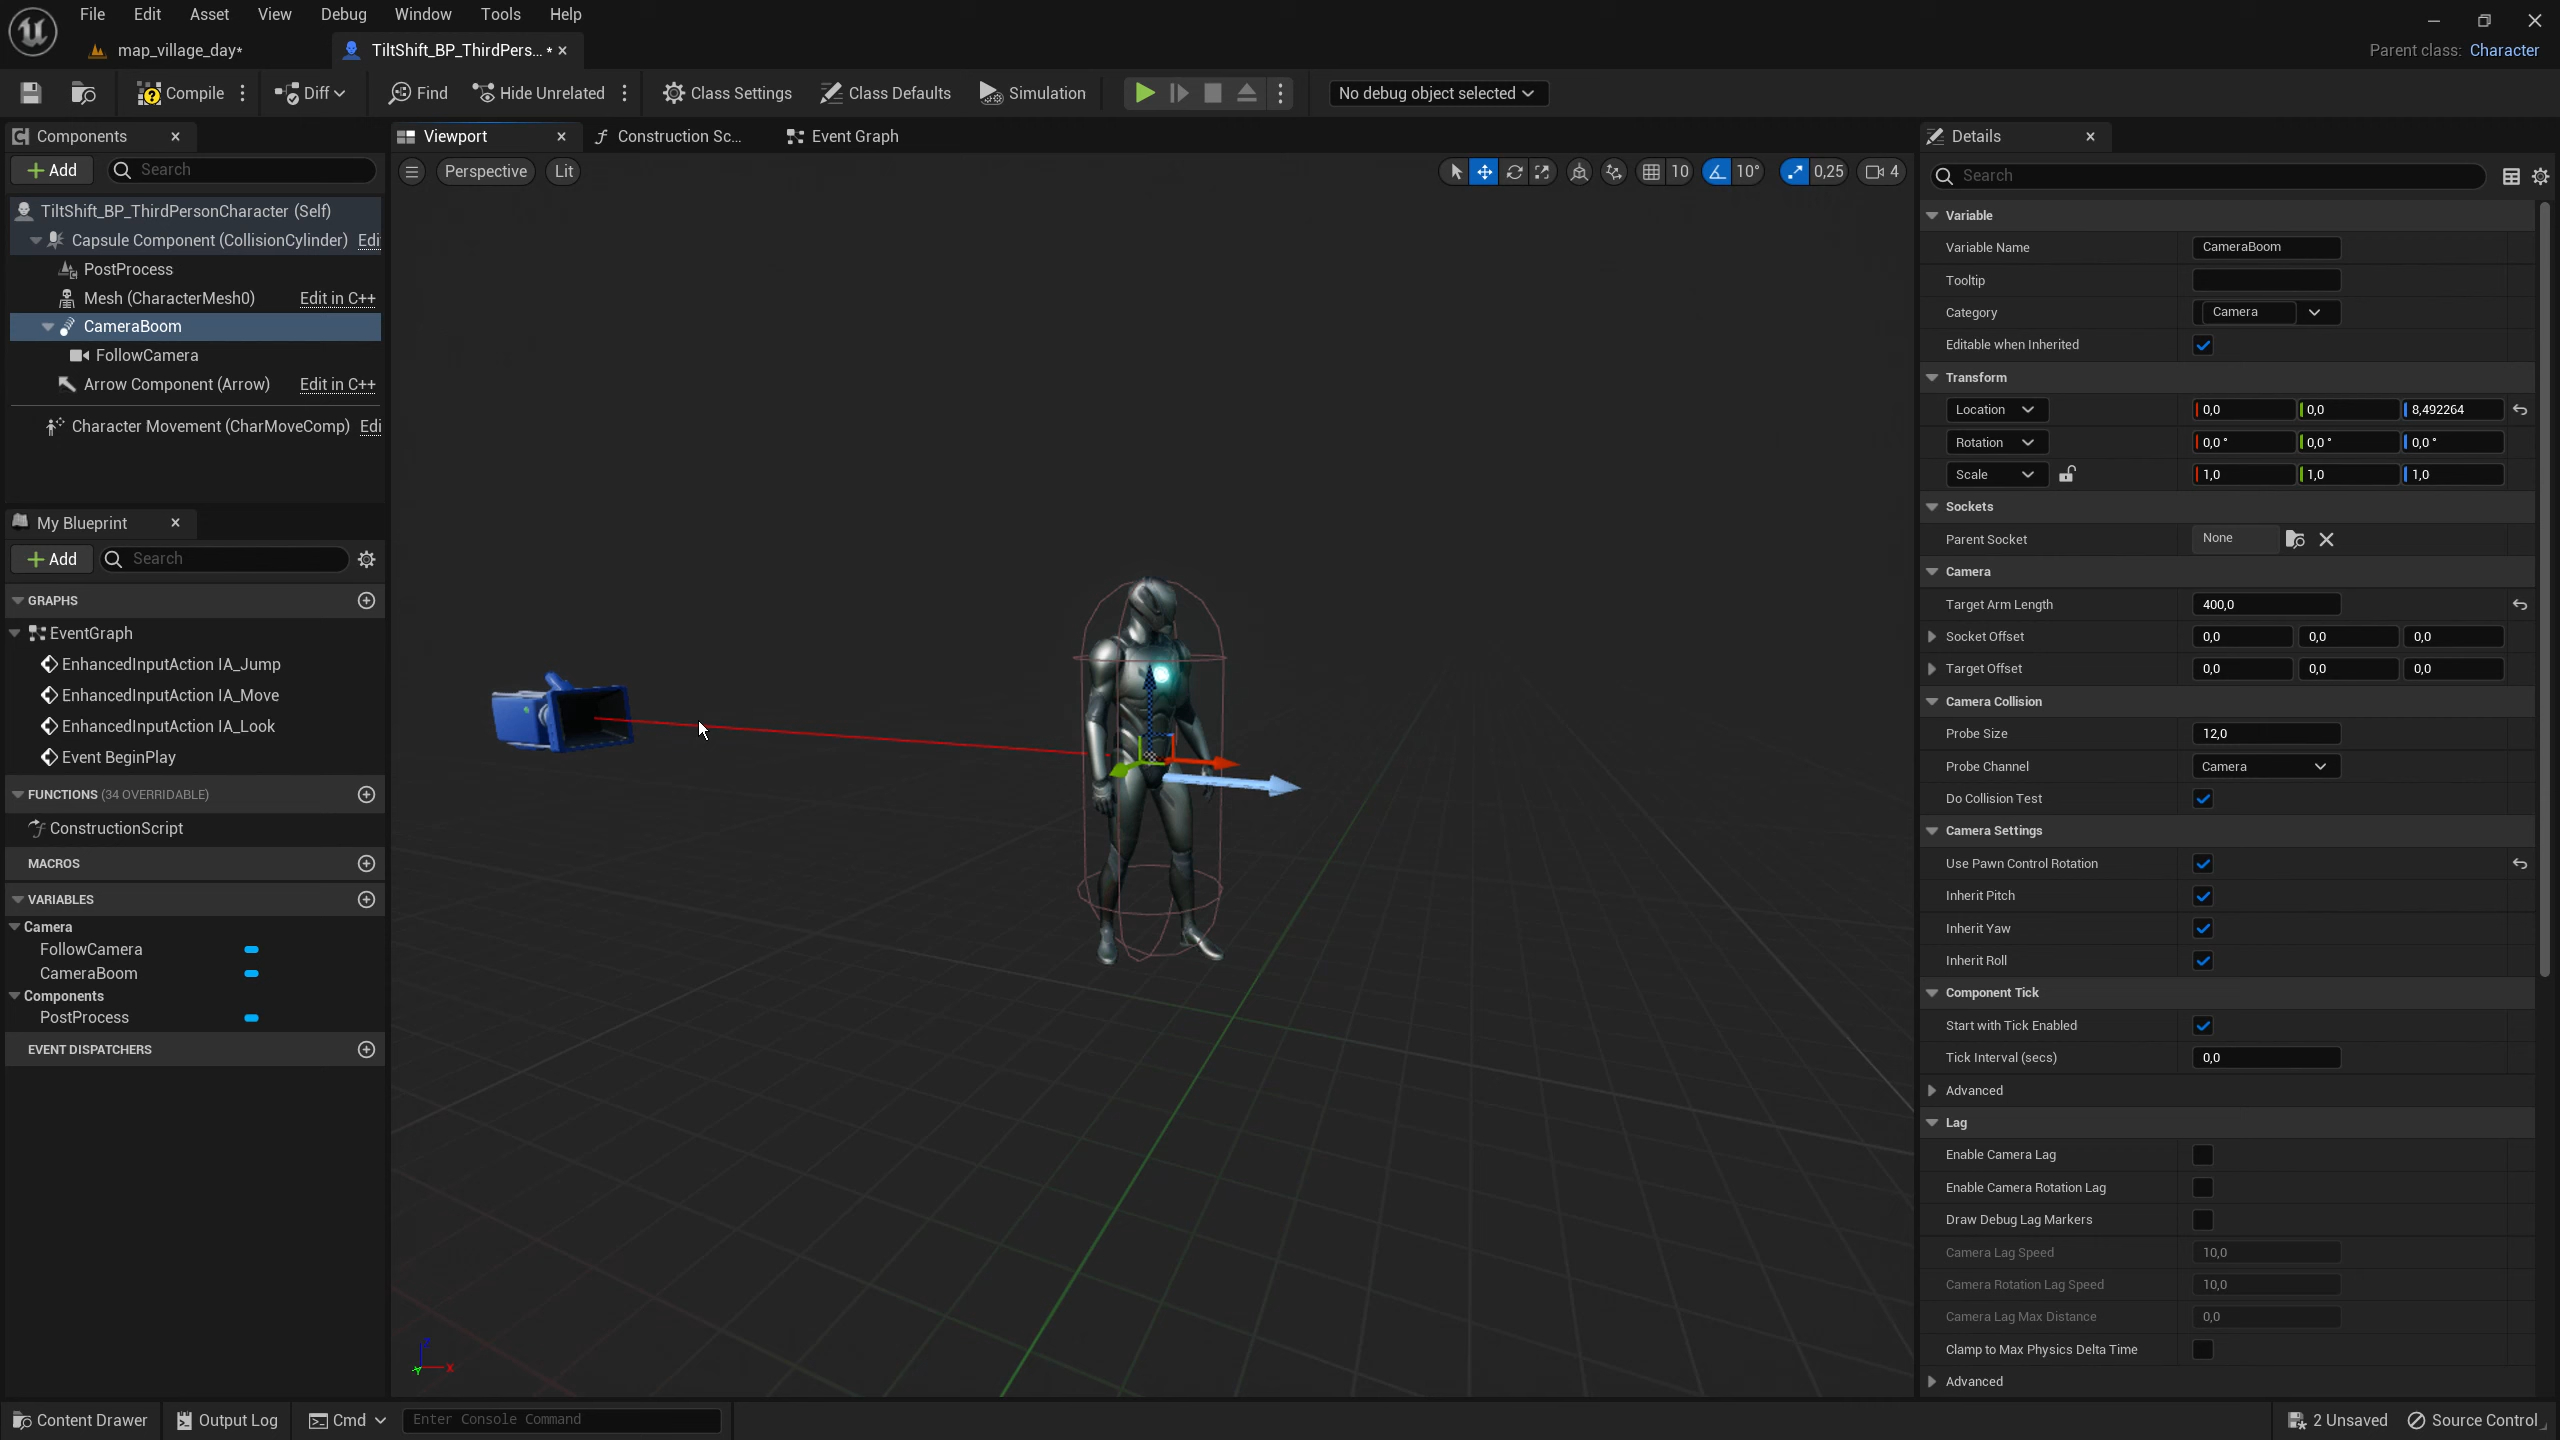 File Edit Asset View Debug Window Tools Help
map_village_day* TiltShift_BP_ThirdPers... * Parent class: Character
Compile Diff Find Hide Unrelated Class Settings Class Defaults Simulation No debug object selected
Components
Add Search
TiltShift_BP_ThirdPersonCharacter (Self)
Capsule Component (CollisionCylinder) Edi
PostProcess
Mesh (CharacterMesh0) Edit in C++
CameraBoom
FollowCamera
Arrow Component (Arrow) Edit in C++
Character Movement (CharMoveComp) Edi
My Blueprint
Add Search
GRAPHS
EventGraph
EnhancedInputAction IA_Jump
EnhancedInputAction IA_Move
EnhancedInputAction IA_Look
Event BeginPlay
FUNCTIONS (34 OVERRIDABLE)
ConstructionScript
MACROS
VARIABLES
Camera
FollowCamera
CameraBoom
Components
PostProcess
EVENT DISPATCHERS
Viewport Construction Sc... Event Graph
Perspective Lit 10 10° 0,25 4
Z
X
Y
Details
Search
Variable
Variable Name CameraBoom
Tooltip
Category Camera
Editable when Inherited
Transform
Location 0,0 0,0 8,492264
Rotation 0,0 ° 0,0 ° 0,0 °
Scale 1,0 1,0 1,0
Sockets
Parent Socket None
Camera
Target Arm Length 400,0
Socket Offset 0,0 0,0 0,0
Target Offset 0,0 0,0 0,0
Camera Collision
Probe Size 12,0
Probe Channel Camera
Do Collision Test
Camera Settings
Use Pawn Control Rotation
Inherit Pitch
Inherit Yaw
Inherit Roll
Component Tick
Start with Tick Enabled
Tick Interval (secs) 0,0
Advanced
Lag
Enable Camera Lag
Enable Camera Rotation Lag
Draw Debug Lag Markers
Camera Lag Speed 10,0
Camera Rotation Lag Speed 10,0
Camera Lag Max Distance 0,0
Clamp to Max Physics Delta Time
Advanced
Content Drawer Output Log Cmd Enter Console Command 2 Unsaved Source Control